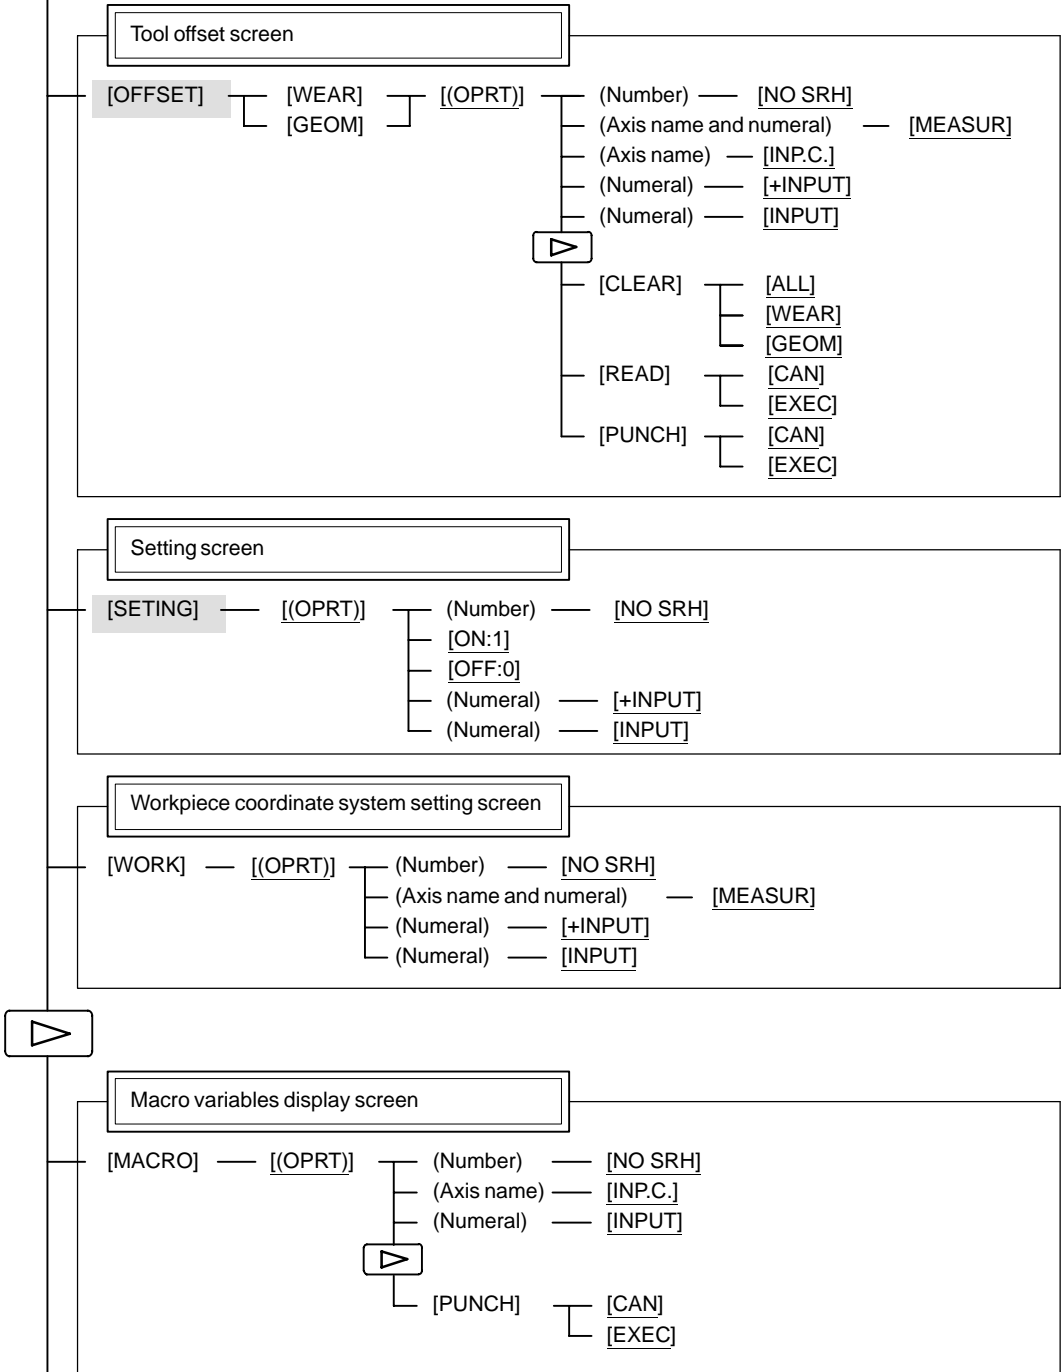 Tool offset screen
[OFFSET] [WEAR] [(OPRT)] (Number) [NO SRH]
[GEOM] (Axis name and numeral) [MEASUR]
(Axis name) [INP.C.]
(Numeral) [+INPUT]
(Numeral) [INPUT]
[CLEAR] [ALL]
[WEAR]
[GEOM]
[READ] [CAN]
[EXEC]
[PUNCH] [CAN]
[EXEC]
Setting screen
[SETING] [(OPRT)] (Number) [NO SRH]
[ON:1]
[OFF:0]
(Numeral) [+INPUT]
(Numeral) [INPUT]
Workpiece coordinate system setting screen
[WORK] [(OPRT)] (Number) [NO SRH]
(Axis name and numeral) [MEASUR]
(Numeral) [+INPUT]
(Numeral) [INPUT]
Macro variables display screen
[MACRO] [(OPRT)] (Number) [NO SRH]
(Axis name) [INP.C.]
(Numeral) [INPUT]
[PUNCH] [CAN]
[EXEC]